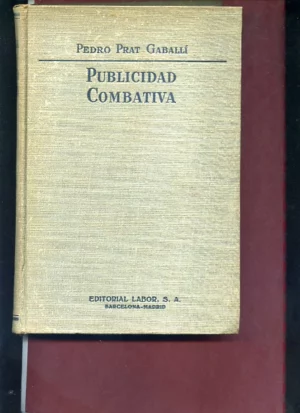 PEDRO PRAT GABALLÍ
PUBLICIDAD
COMBATIVA
EDITORIAL LABOR, S. A.
BARCELONA-MADRID